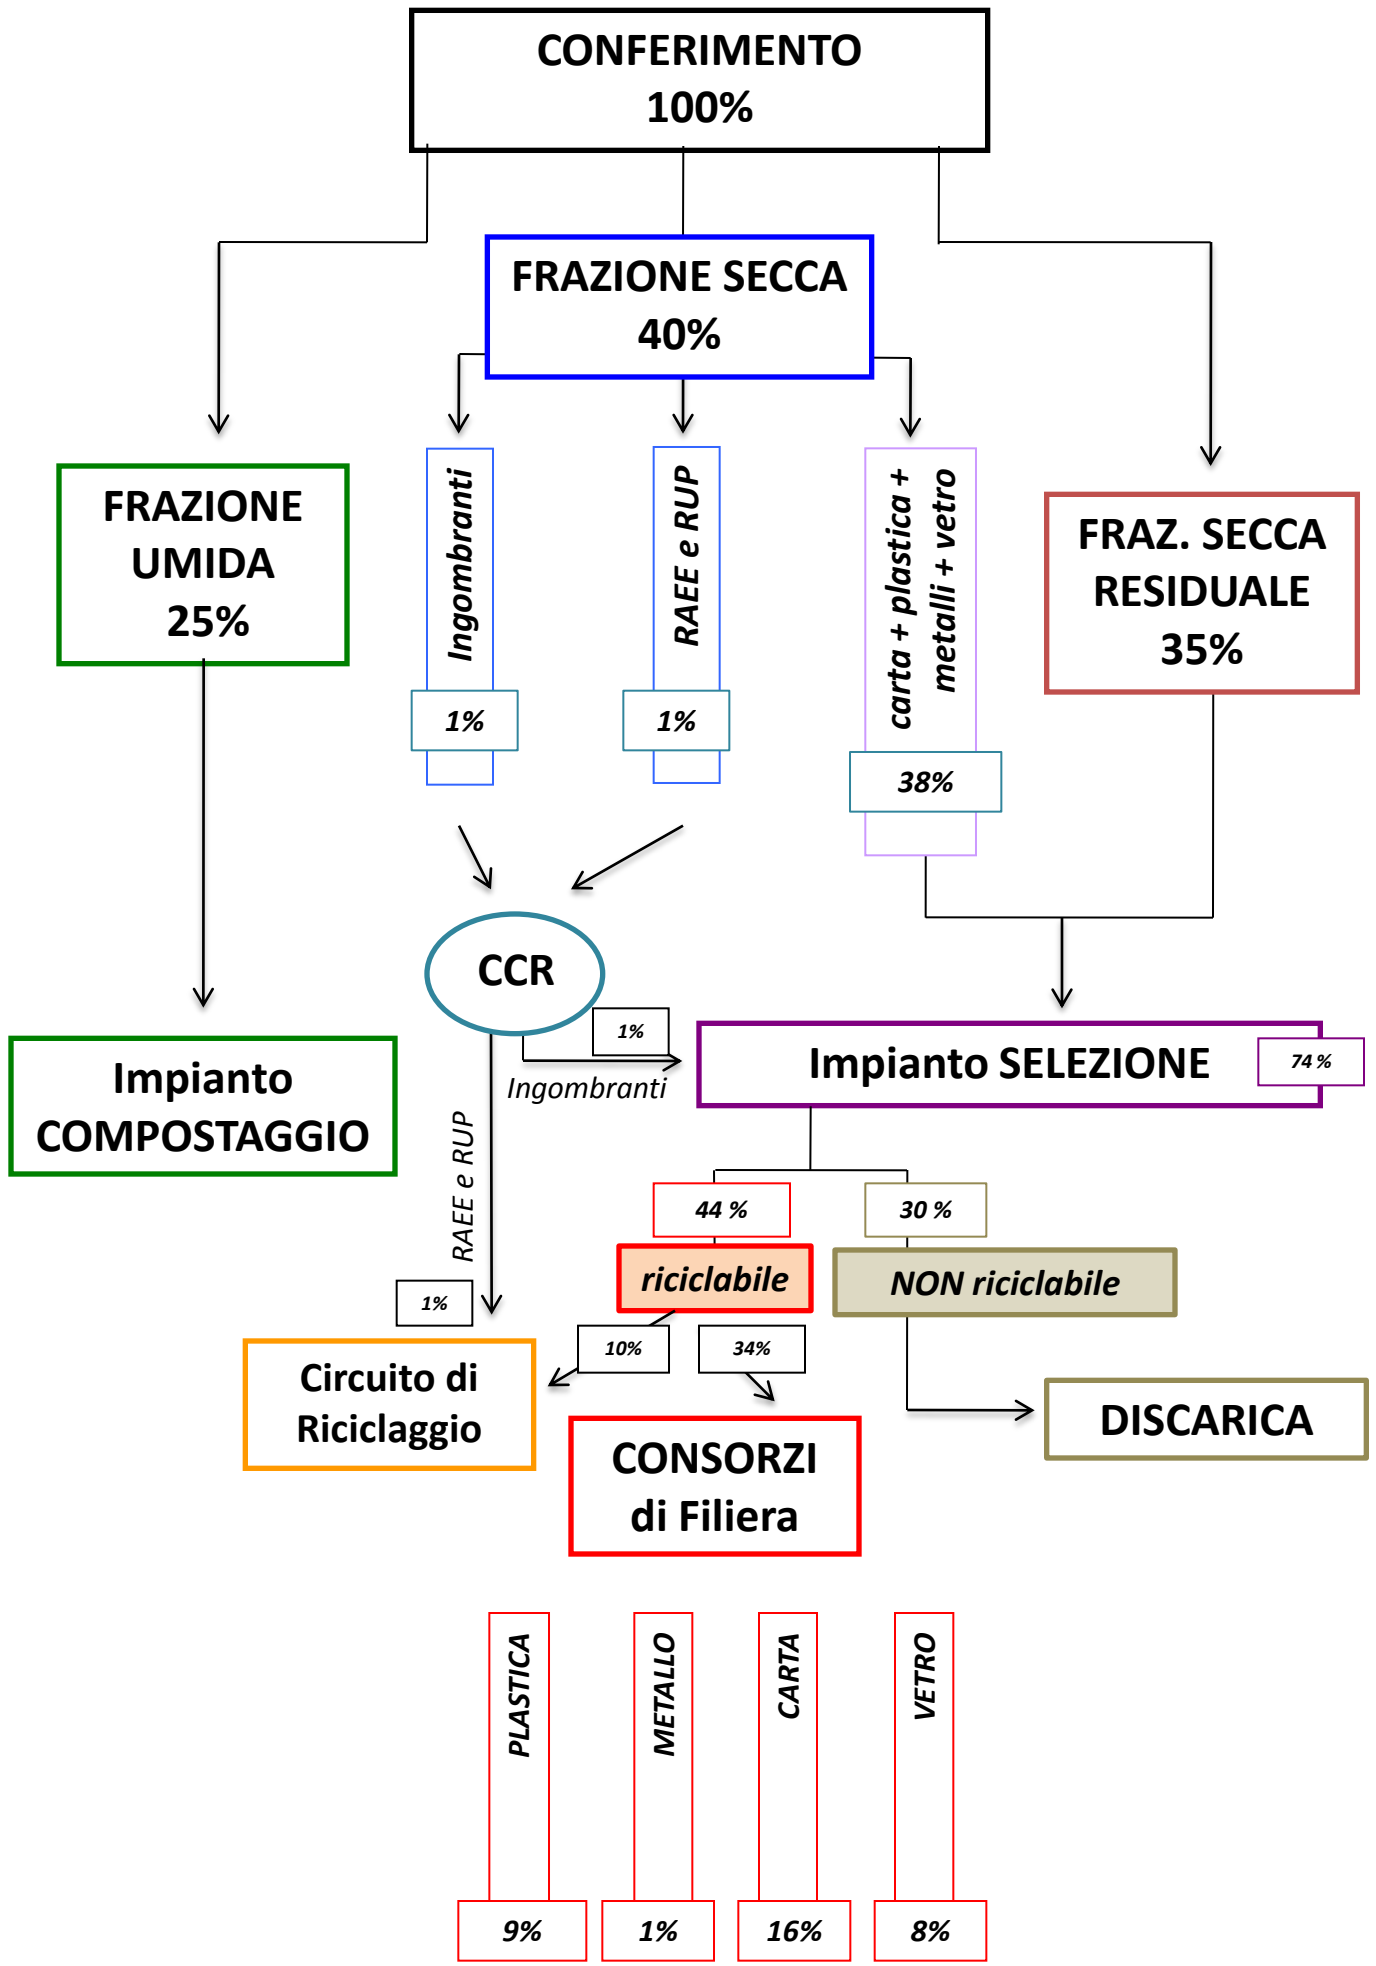 CONFERIMENTO
100%
FRAZIONE SECCA
40%
FRAZIONE
UMIDA
25%
Ingombranti
1%
RAEE e RUP
1%
carta + plastica +
metalli + vetro
38%
FRAZ. SECCA
RESIDUALE
35%
CCR
1%
Ingombranti
Impianto SELEZIONE
74 %
Impianto
COMPOSTAGGIO
RAEE e RUP
1%
44 %
30 %
riciclabile
NON riciclabile
10%
34%
Circuito di
Riciclaggio
CONSORZI
di Filiera
DISCARICA
PLASTICA
METALLO
CARTA
VETRO
9%
1%
16%
8%